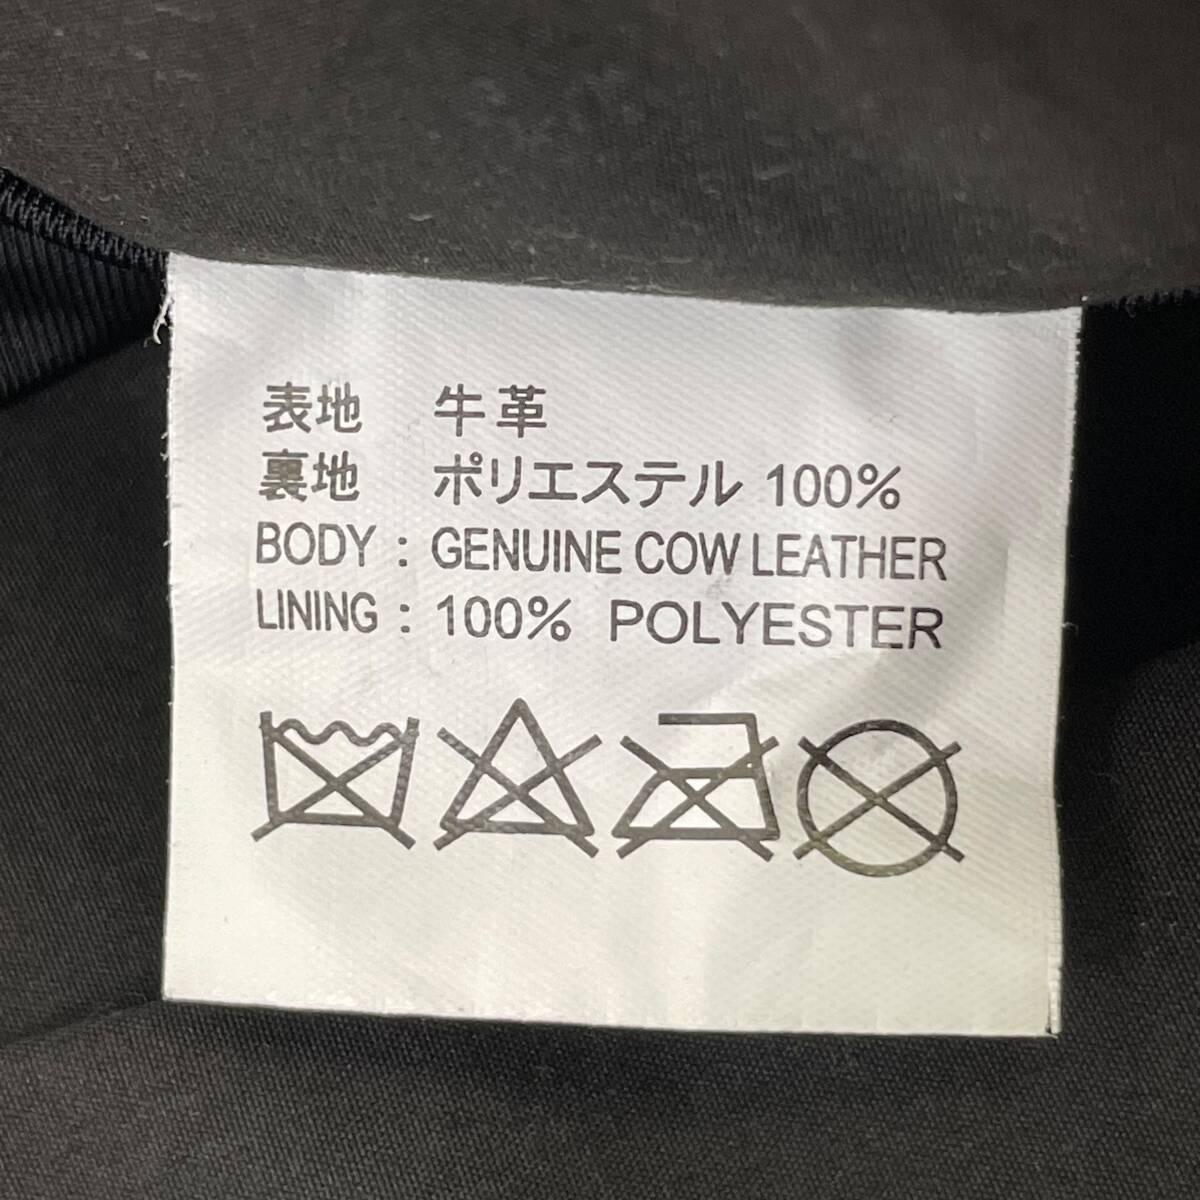 表地 牛革
裏地 ポリエステル 100%
BODY : GENUINE COW LEATHER
LINING : 100% POLYESTER